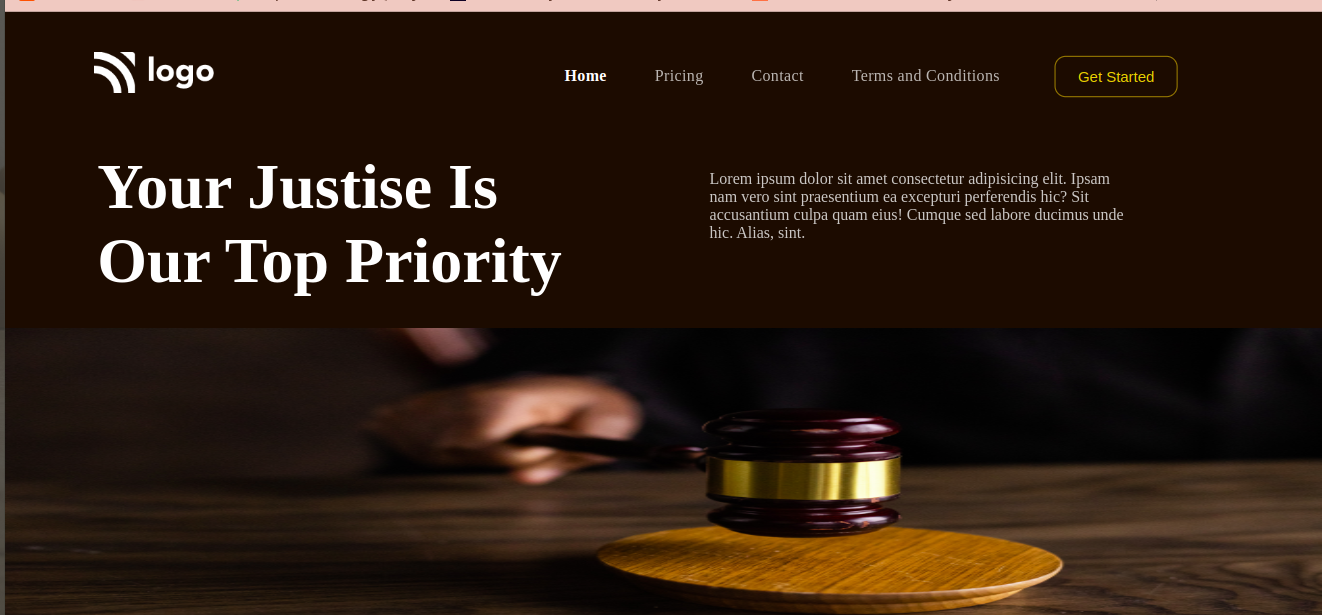 logo
Home Pricing Contact Terms and Conditions Get Started
Your Justise Is
Our Top Priority
Lorem ipsum dolor sit amet consectetur adipisicing elit. Ipsam
nam vero sint praesentium ea excepturi perferendis hic? Sit
accusantium culpa quam eius! Cumque sed labore ducimus unde
hic. Alias, sint.